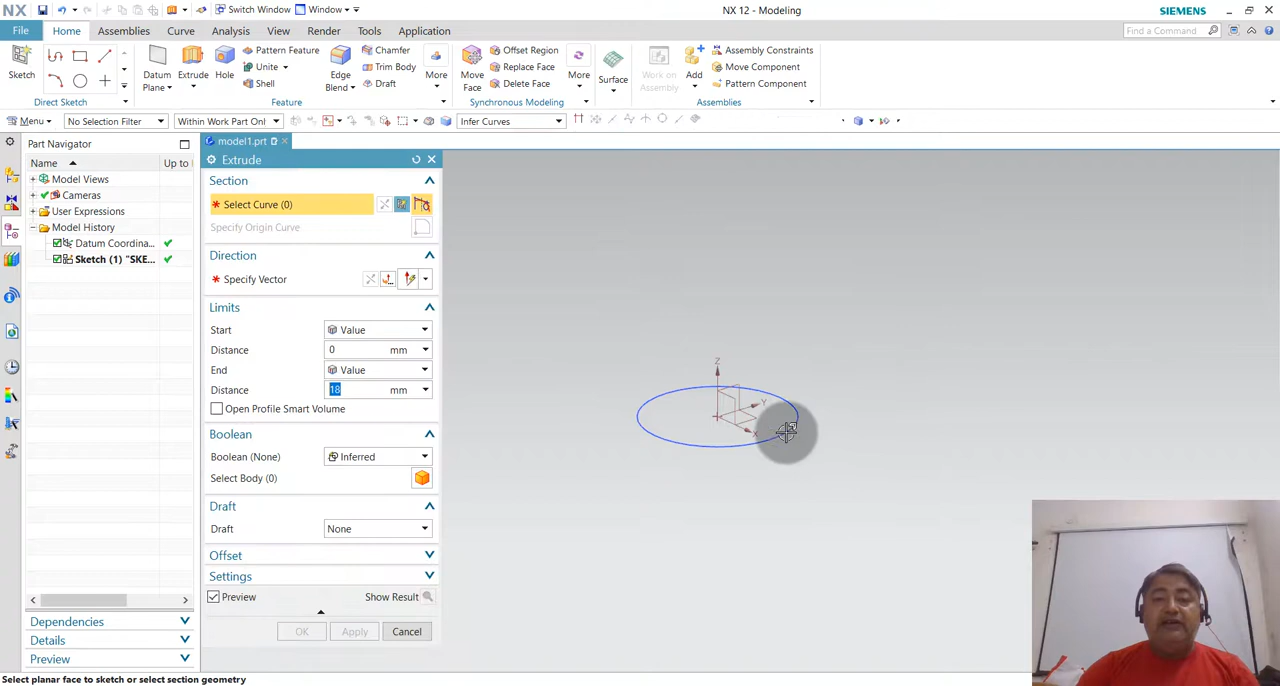 NX
Switch Window
Window
NX 12 - Modeling
SIEMENS
File
Home
Assemblies
Curve
Analysis
View
Render
Tools
Application
Find a Command
Sketch
Direct Sketch
Datum Plane
Extrude
Hole
Pattern Feature
Unite
Shell
Edge Blend
Chamfer
Trim Body
Draft
More
Feature
Move Face
Offset Region
Replace Face
Delete Face
More
Synchronous Modeling
Surface
Work on Assembly
Add
Assembly Constraints
Move Component
Pattern Component
Assemblies
Menu
No Selection Filter
Within Work Part Onl
Infer Curves
Part Navigator
Name
Up to
Model Views
Cameras
User Expressions
Model History
Datum Coordina...
Sketch (1) "SKE...
Dependencies
Details
Preview
model1.prt
Extrude
Section
* Select Curve (0)
Specify Origin Curve
Direction
* Specify Vector
Limits
Start
Value
Distance
0 mm
End
Value
Distance
18 mm
Open Profile Smart Volume
Boolean
Boolean (None)
Inferred
Select Body (0)
Draft
Draft
None
Offset
Settings
Preview
Show Result
OK
Apply
Cancel
Z
Y
X
Select planar face to sketch or select section geometry